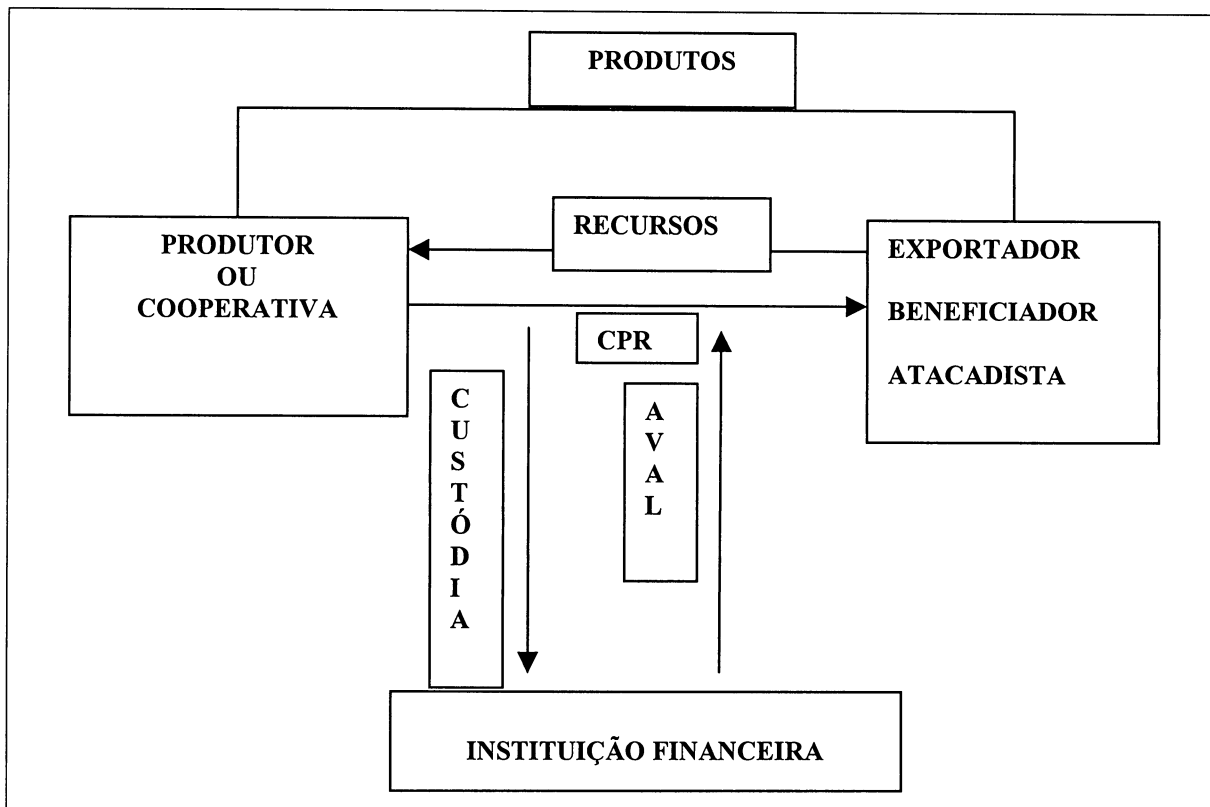 PRODUTOS
RECURSOS
PRODUTOR
OU
COOPERATIVA
EXPORTADOR
BENEFICIADOR
ATACADISTA
CPR
C
U
S
T
Ó
D
I
A
A
V
A
L
INSTITUIÇÃO FINANCEIRA